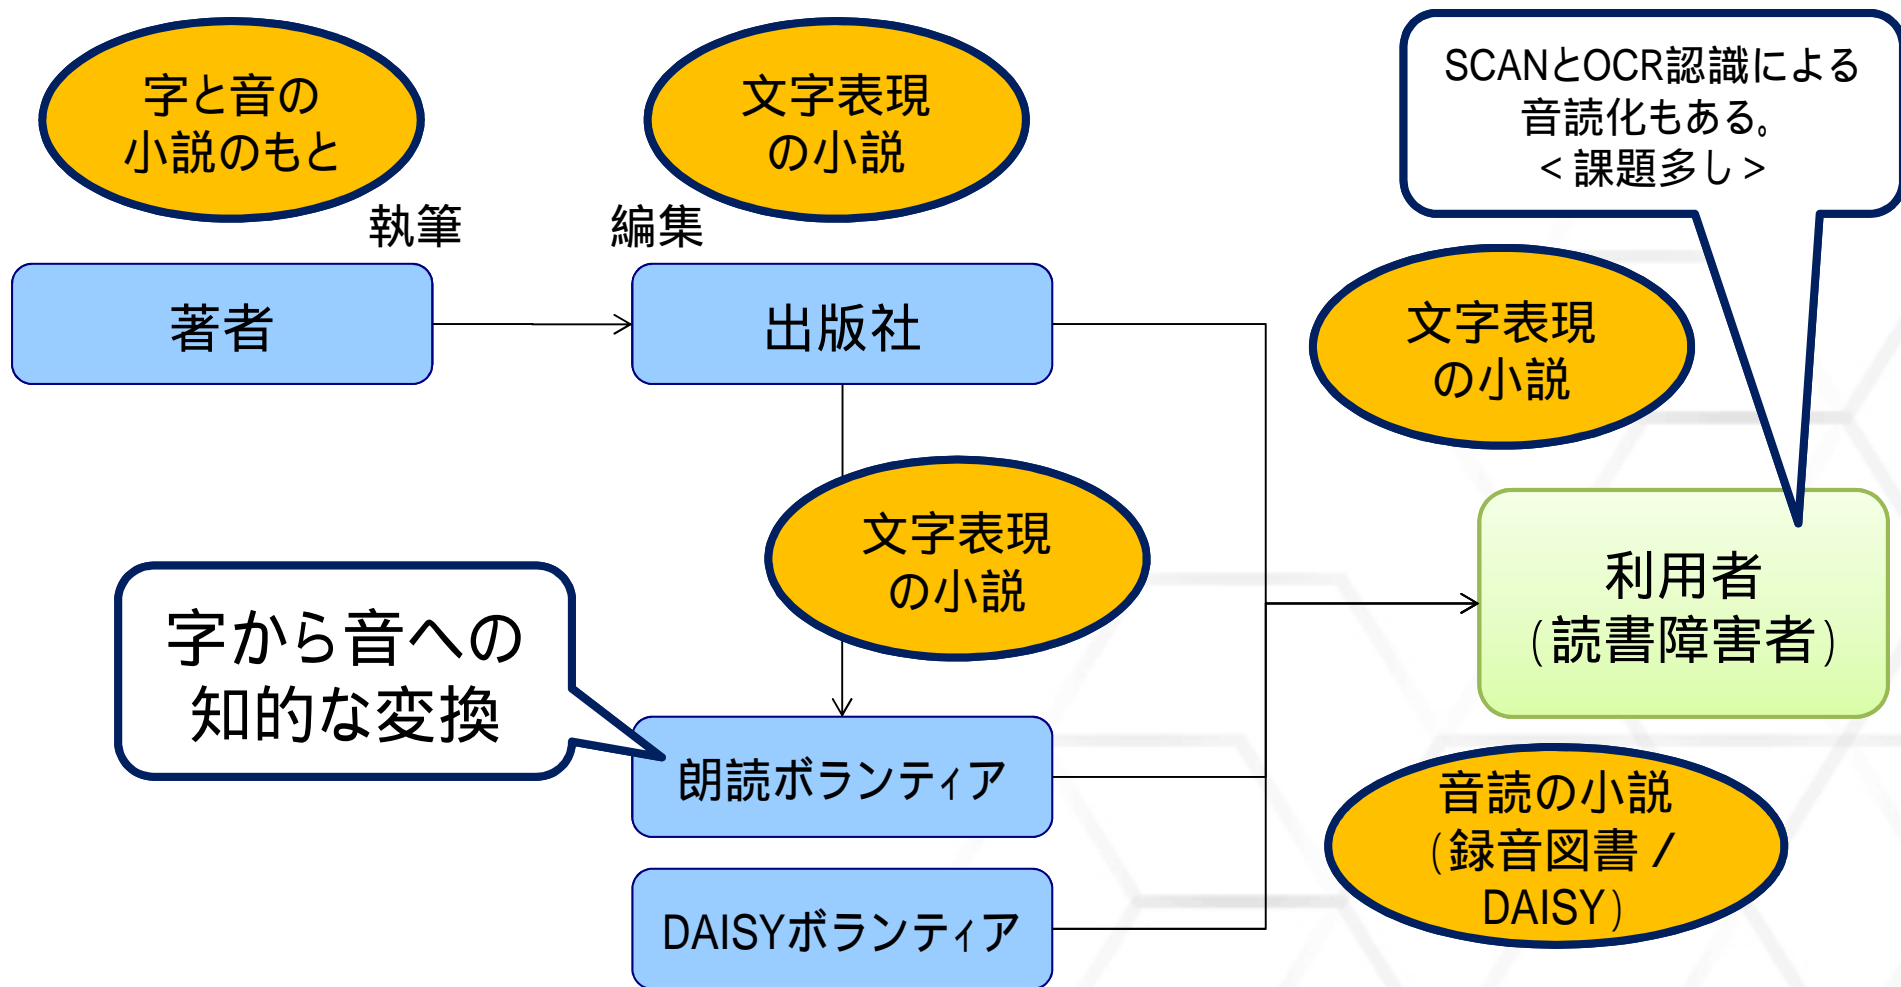 字と音の
小説のもと
文字表現
の小説
SCANとOCR認識による
音読化もある。
<課題多し>
執筆
編集
著者
出版社
文字表現
の小説
文字表現
の小説
字から音への
知的な変換
利用者
(読書障害者)
朗読ボランティア
音読の小説
(録音図書/
DAISY)
DAISYボランティア